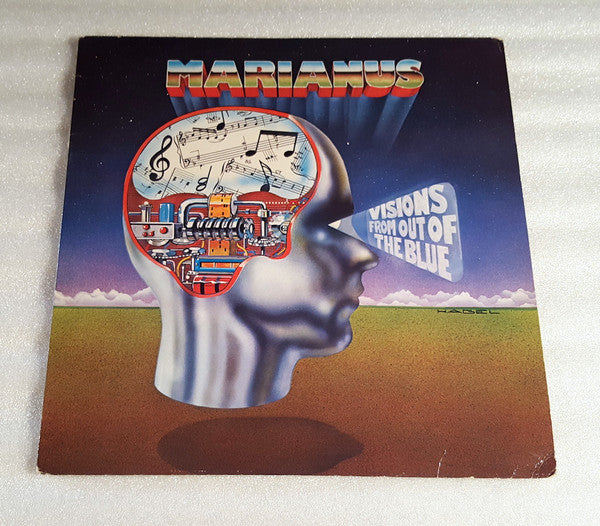 MARIANUS
VISIONS
FROM OUT OF
THE BLUE
HAGEL